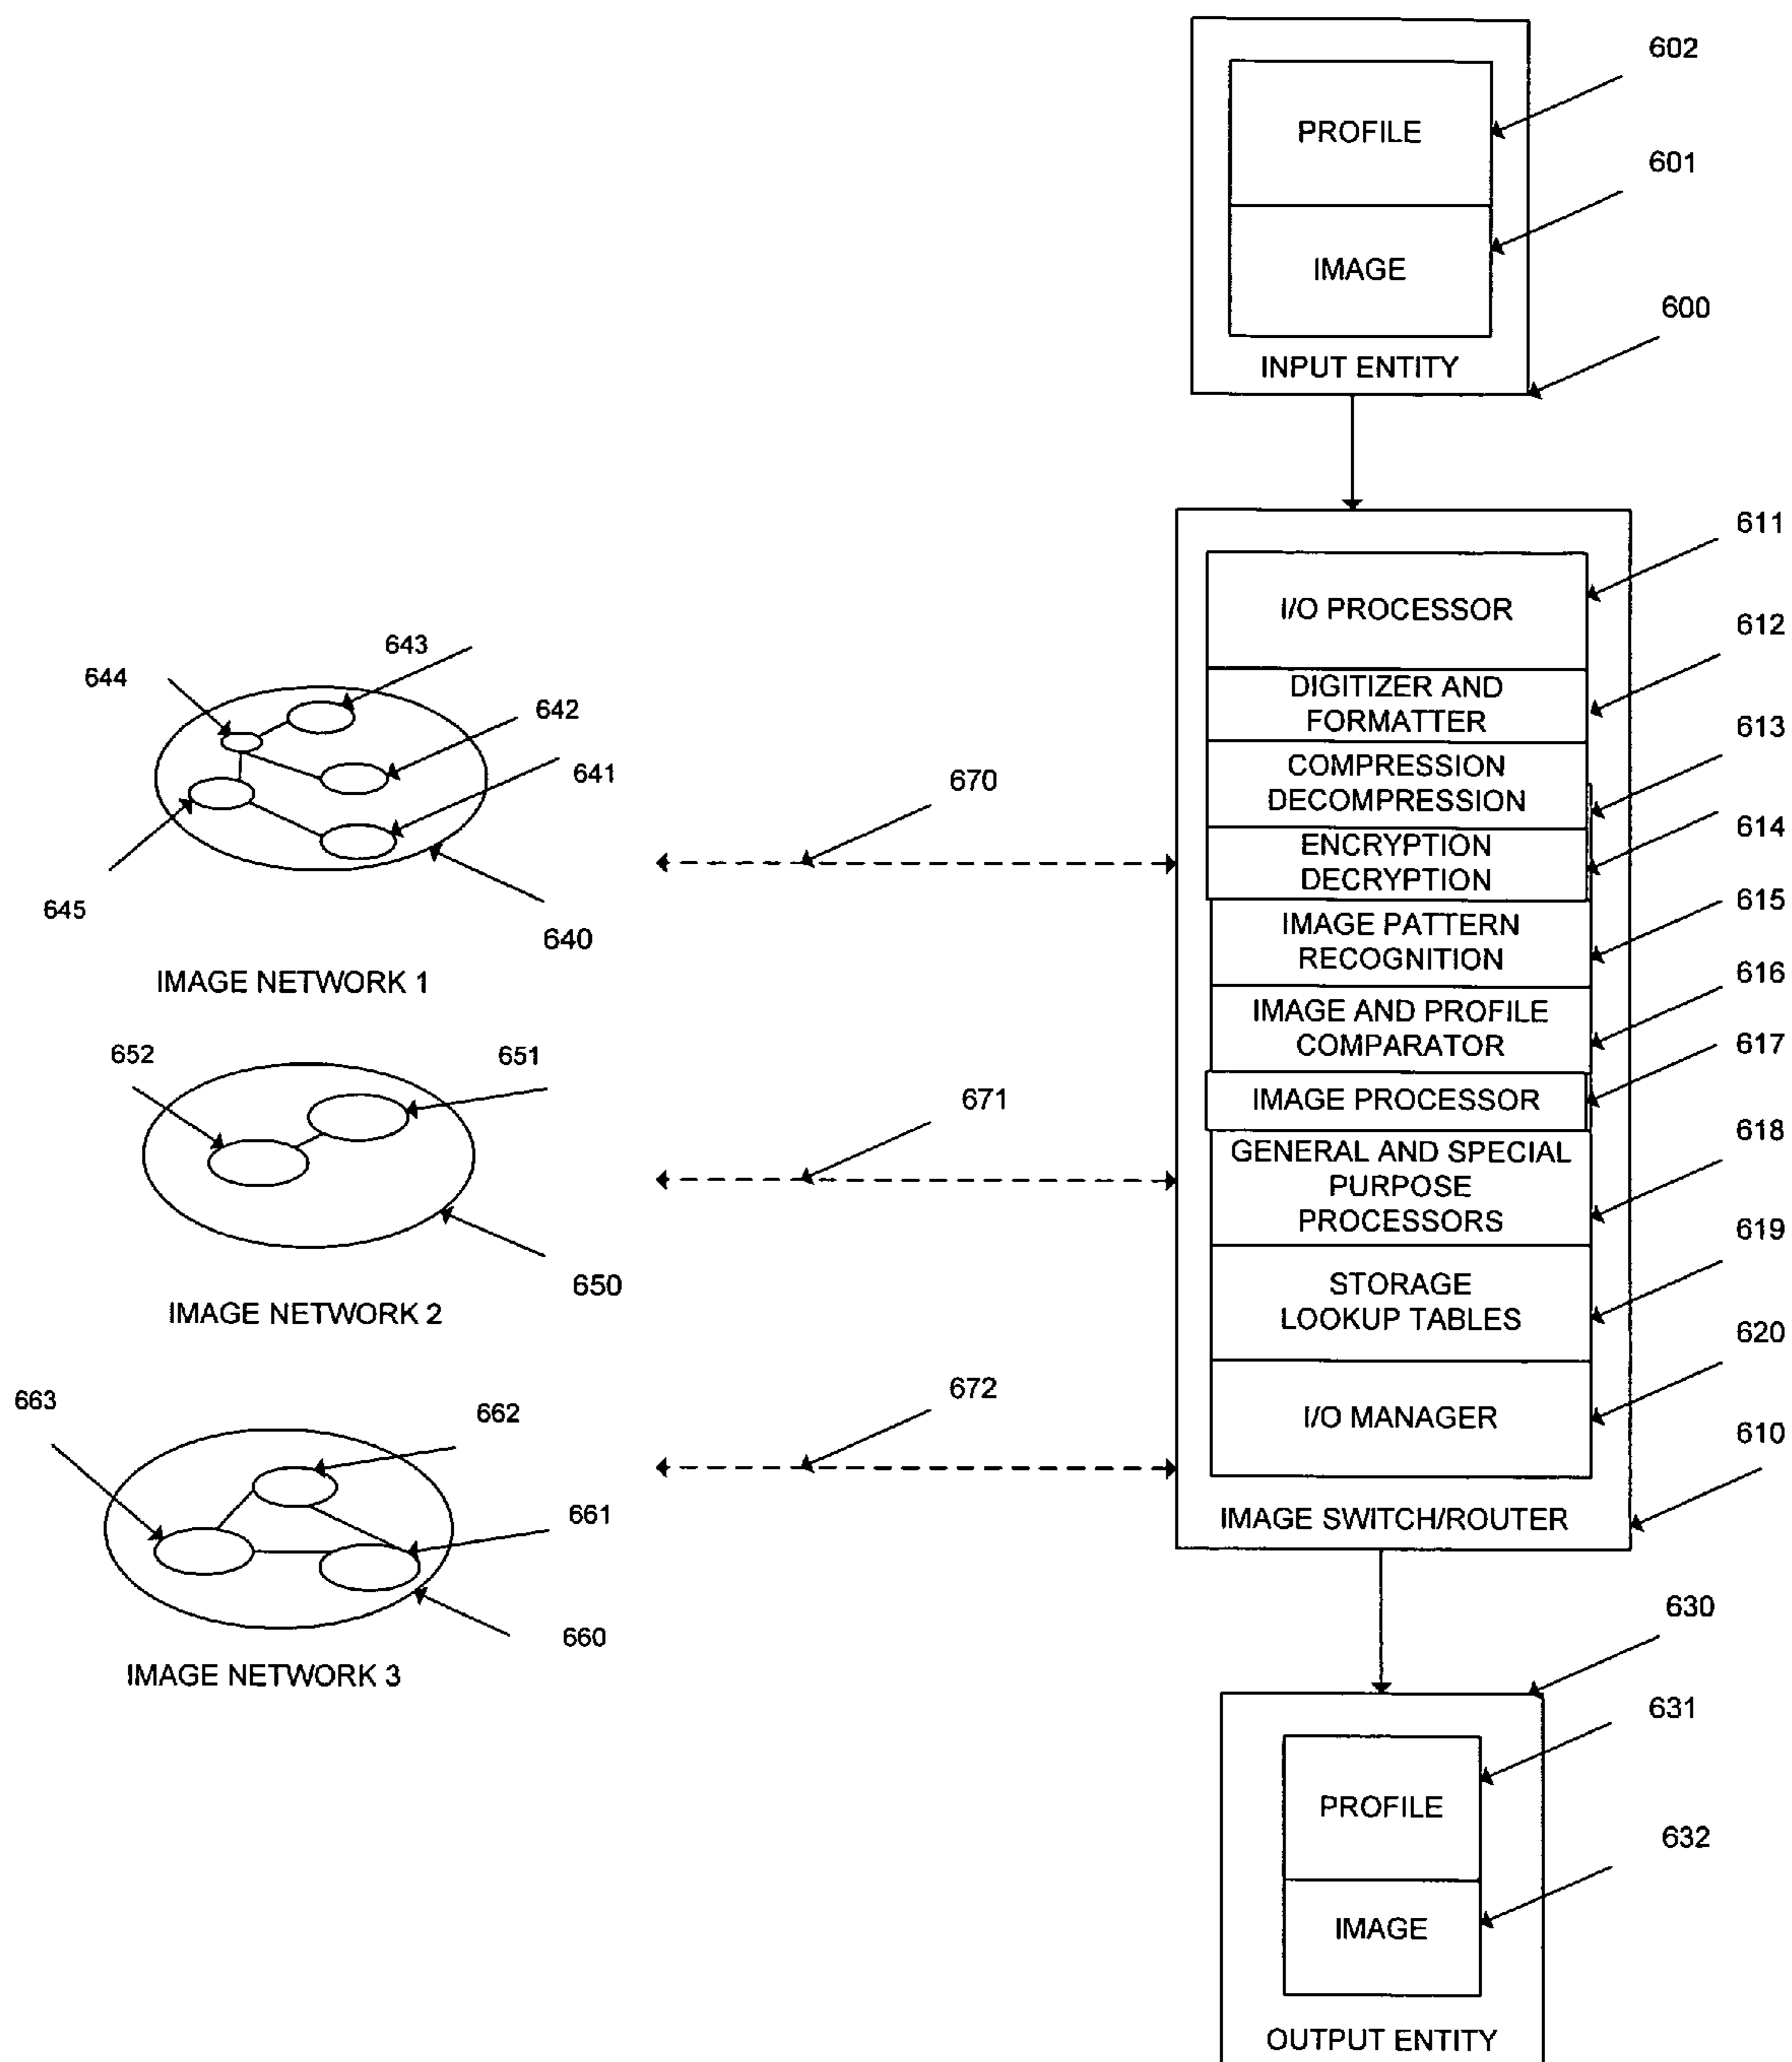 602
PROFILE
601
IMAGE
600
INPUT ENTITY
611
I/O PROCESSOR
612
DIGITIZER AND
FORMATTER
613
COMPRESSION
DECOMPRESSION
614
ENCRYPTION
DECRYPTION
615
IMAGE PATTERN
RECOGNITION
616
IMAGE AND PROFILE
COMPARATOR
617
IMAGE PROCESSOR
618
GENERAL AND SPECIAL
PURPOSE
PROCESSORS
619
STORAGE
LOOKUP TABLES
620
I/O MANAGER
610
IMAGE SWITCH/ROUTER
643
644
642
641
645
640
IMAGE NETWORK 1
670
652
651
650
IMAGE NETWORK 2
671
663
662
661
660
IMAGE NETWORK 3
672
630
631
PROFILE
632
IMAGE
OUTPUT ENTITY